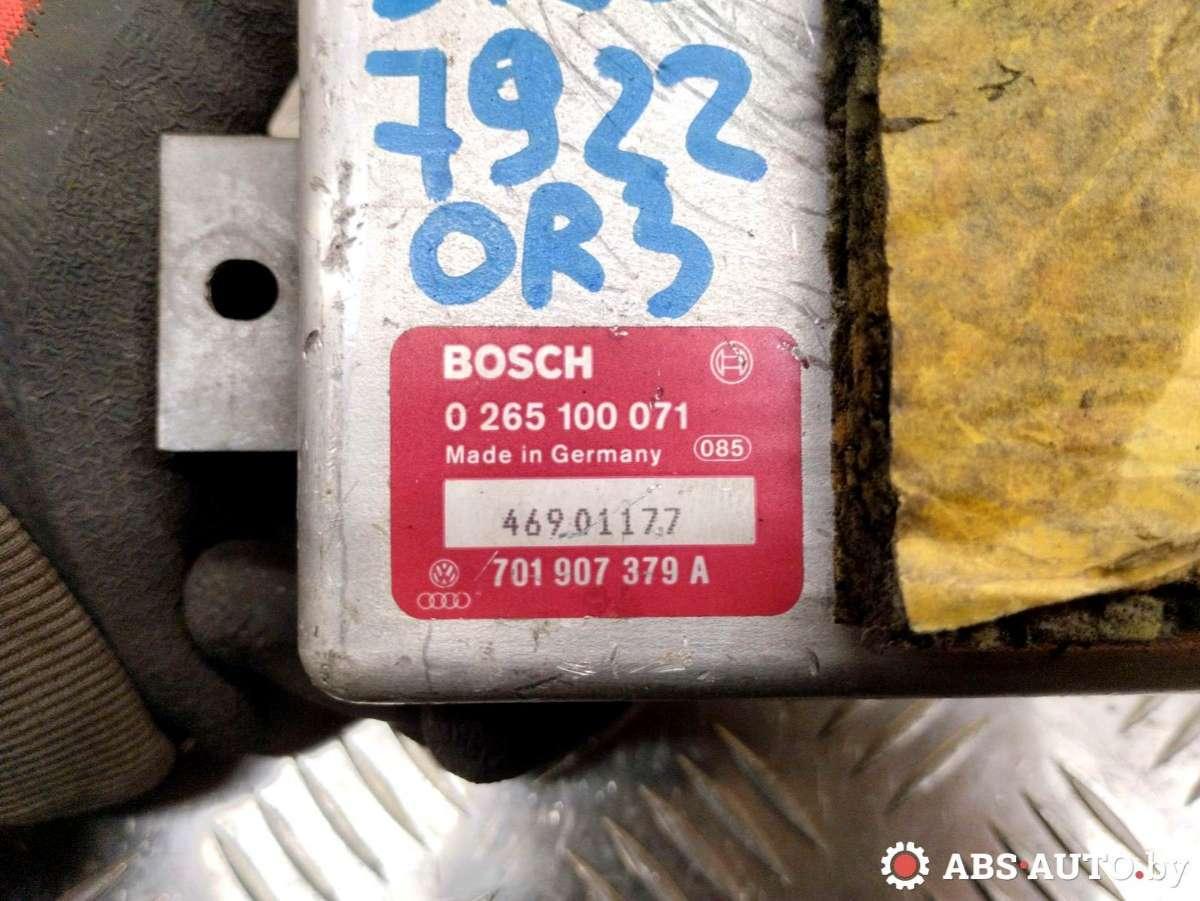 7922
OR3
BOSCH
0 265 100 071
Made in Germany 085
46901177
701 907 379 A
ABS-AUTO.by